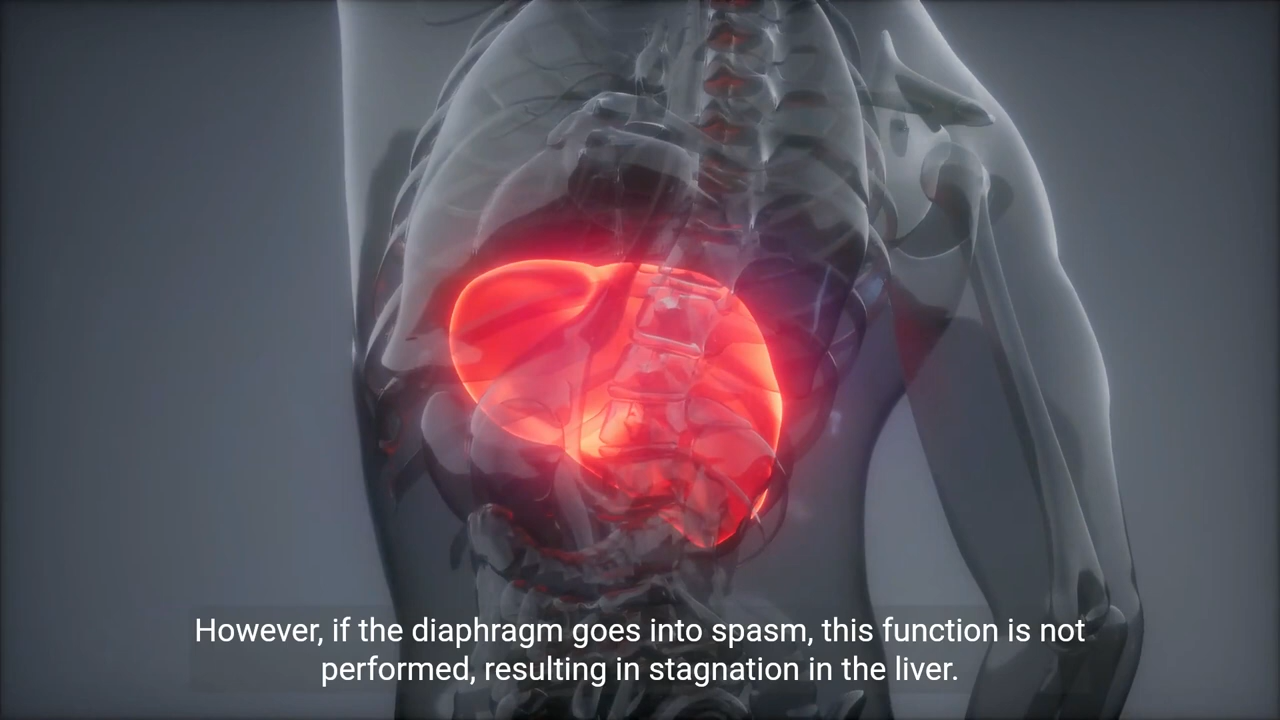 However, if the diaphragm goes into spasm, this function is not
performed, resulting in stagnation in the liver.